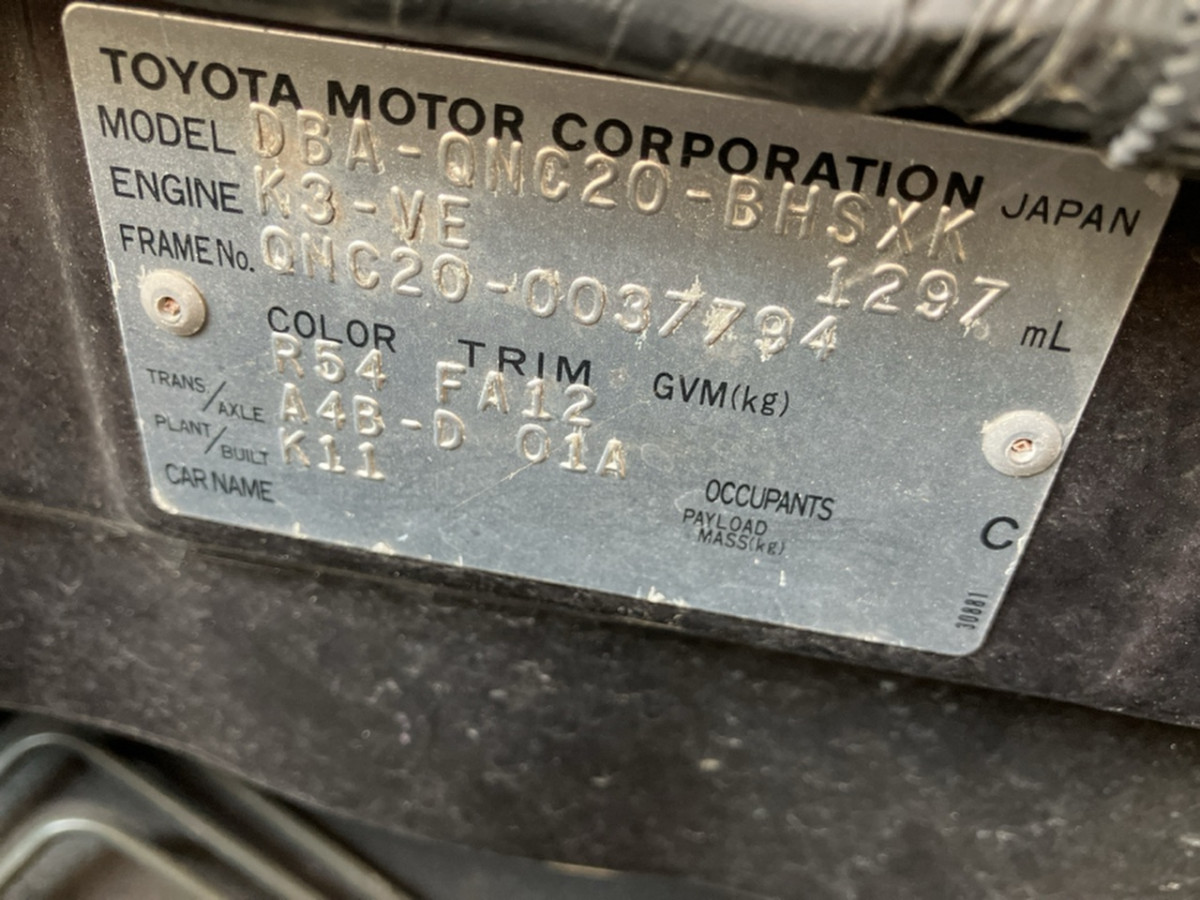 TOYOTA MOTOR CORPORATION JAPAN
MODEL DBA-QNC20-BHSXK
ENGINE K3-VE 1297 mL
FRAME No. QNC20-0037794
COLOR TRIM GVM(kg)
R54 FA12
TRANS/AXLE A4B-D 01A
PLANT/BUILT K11
CAR NAME OCCUPANTS
PAYLOAD MASS(kg)
C
30881